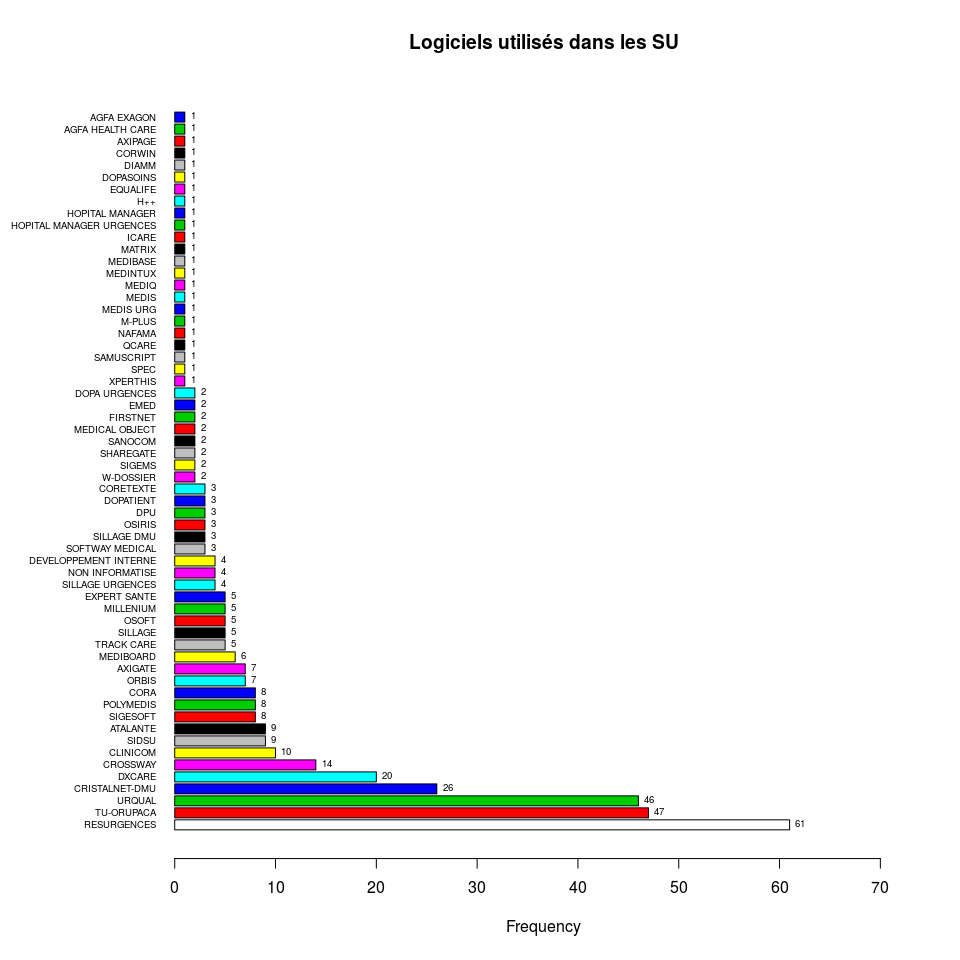 Logiciels utilisés dans les SU
AGFA EXAGON 1
AGFA HEALTH CARE 1
AXIPAGE 1
CORWIN 1
DIAMM 1
DOPASOINS 1
EQUALIFE 1
H++ 1
HOPITAL MANAGER 1
HOPITAL MANAGER URGENCES 1
ICARE 1
MATRIX 1
MEDIBASE 1
MEDINTUX 1
MEDIQ 1
MEDIS 1
MEDIS URG 1
M-PLUS 1
NAFAMA 1
QCARE 1
SAMUSCRIPT 1
SPEC 1
XPERTHIS 1
DOPA URGENCES 2
EMED 2
FIRSTNET 2
MEDICAL OBJECT 2
SANOCOM 2
SHAREGATE 2
SIGEMS 2
W-DOSSIER 2
CORETEXTE 3
DOPATIENT 3
DPU 3
OSIRIS 3
SILLAGE DMU 3
SOFTWAY MEDICAL 3
DEVELOPPEMENT INTERNE 4
NON INFORMATISE 4
SILLAGE URGENCES 4
EXPERT SANTE 5
MILLENIUM 5
OSOFT 5
SILLAGE 5
TRACK CARE 5
MEDIBOARD 6
AXIGATE 7
ORBIS 7
CORA 8
POLYMEDIS 8
SIGESOFT 8
ATALANTE 9
SIDSU 9
CLINICOM 10
CROSSWAY 14
DXCARE 20
CRISTALNET-DMU 26
URQUAL 46
TU-ORUPACA 47
RESURGENCES 61
0 10 20 30 40 50 60 70
Frequency